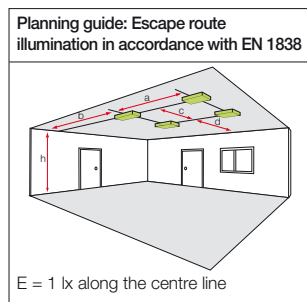 Planning guide: Escape route
illumination in accordance with EN 1838
a
b
c
d
h
E = 1 lx along the centre line